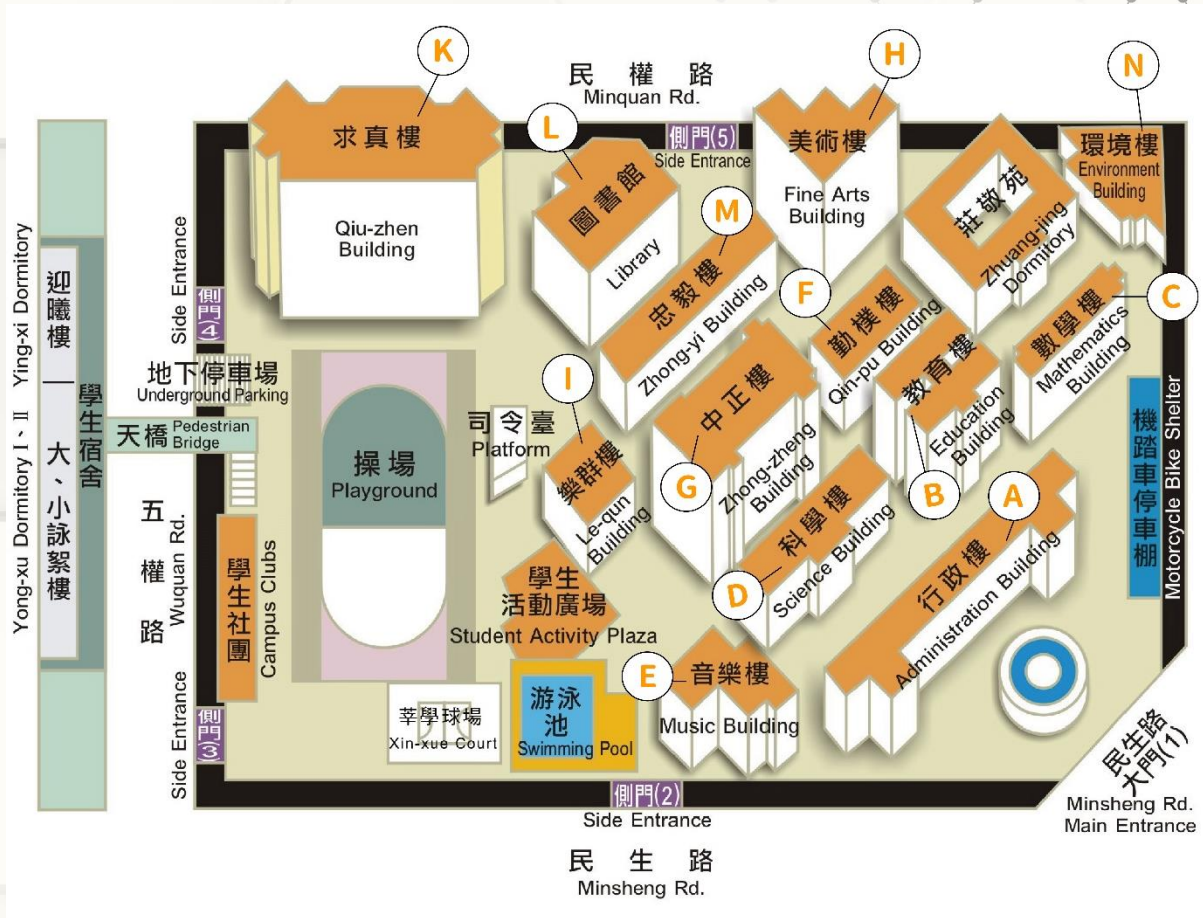 K
民權路
Minquan Rd.
H
N
求真樓
Qiu-zhen
Building
L
圖書館
Library
側門(5)
Side Entrance
美術樓
Fine Arts
Building
莊敬苑
Zhuang-jing
Dormitory
環境樓
Environment
Building
M
忠毅樓
Zhong-yi Building
F
勤樸樓
Qin-pu Building
C
數學樓
Mathematics
Building
Side Entrance
側門(4)
地下停車場
Underground Parking
天橋
Pedestrian
Bridge
迎曦樓
大、小詠絮樓
學生宿舍
Ying-xi Dormitory
Yong-xu Dormitory I、II
操場
Playground
司令臺
Platform
I
樂群樓
Le-qun
Building
中正樓
G
Zhong-zheng
Building
教育樓
Education
Building
B
A
行政樓
Administration Building
機踏車停車棚
Motorcycle Bike Shelter
科學樓
D
Science Building
五權路
Wuquan Rd.
學生社團
Campus Clubs
學生
活動廣場
Student Activity Plaza
E
音樂樓
Music Building
Side Entrance
側門(3)
莘學球場
Xin-xue Court
游泳
池
Swimming Pool
側門(2)
Side Entrance
民生路
大門(1)
Minsheng Rd.
Main Entrance
民生路
Minsheng Rd.